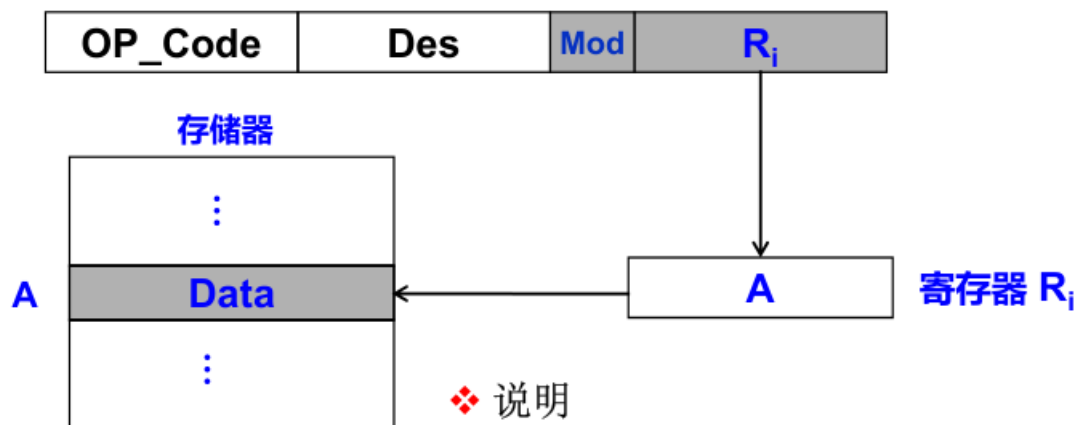 OP_Code Des Mod Ri
存储器
⋮
A Data A 寄存器 Ri
⋮
❖ 说明